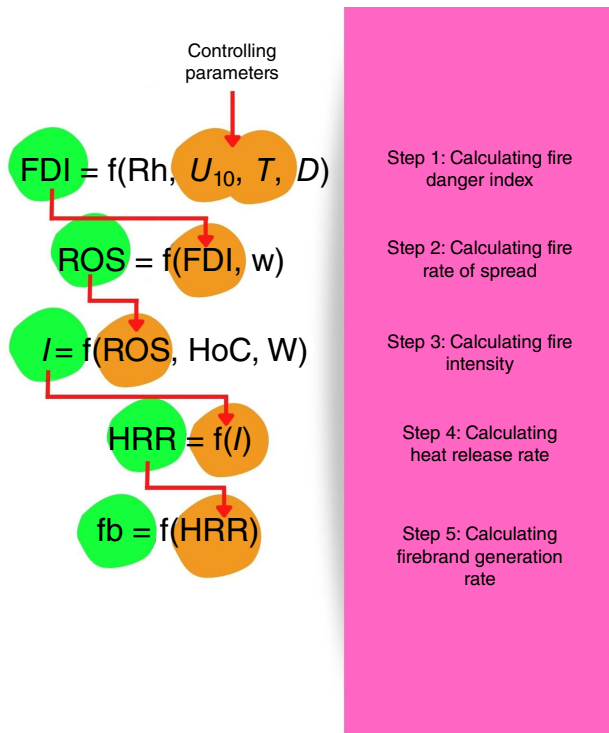 Controlling
parameters
FDI = f(Rh, U₁₀, T, D)
Step 1: Calculating fire
danger index
ROS = f(FDI, w)
Step 2: Calculating fire
rate of spread
I = f(ROS, HoC, W)
Step 3: Calculating fire
intensity
HRR = f(I)
Step 4: Calculating
heat release rate
fb = f(HRR)
Step 5: Calculating
firebrand generation
rate